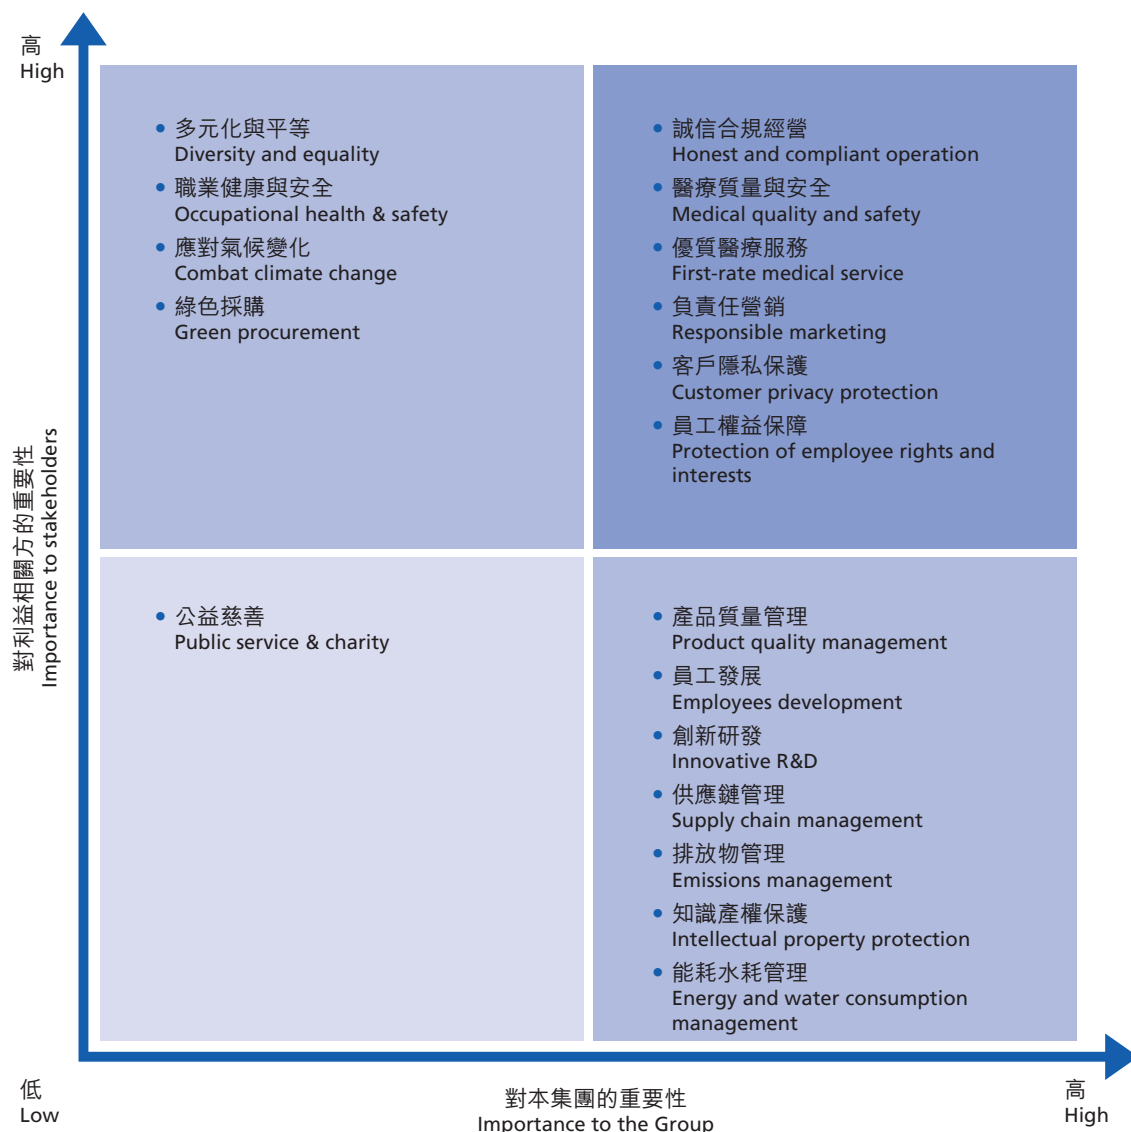 高
High
多元化與平等
Diversity and equality
職業健康與安全
Occupational health & safety
應對氣候變化
Combat climate change
綠色採購
Green procurement
誠信合規經營
Honest and compliant operation
醫療質量與安全
Medical quality and safety
優質醫療服務
First-rate medical service
負責任營銷
Responsible marketing
客戶隱私保護
Customer privacy protection
員工權益保障
Protection of employee rights and
interests
對利益相關方的重要性
Importance to stakeholders
公益慈善
Public service & charity
產品質量管理
Product quality management
員工發展
Employees development
創新研發
Innovative R&D
供應鏈管理
Supply chain management
排放物管理
Emissions management
知識產權保護
Intellectual property protection
能耗水耗管理
Energy and water consumption
management
低
Low
對本集團的重要性
Importance to the Group
高
High